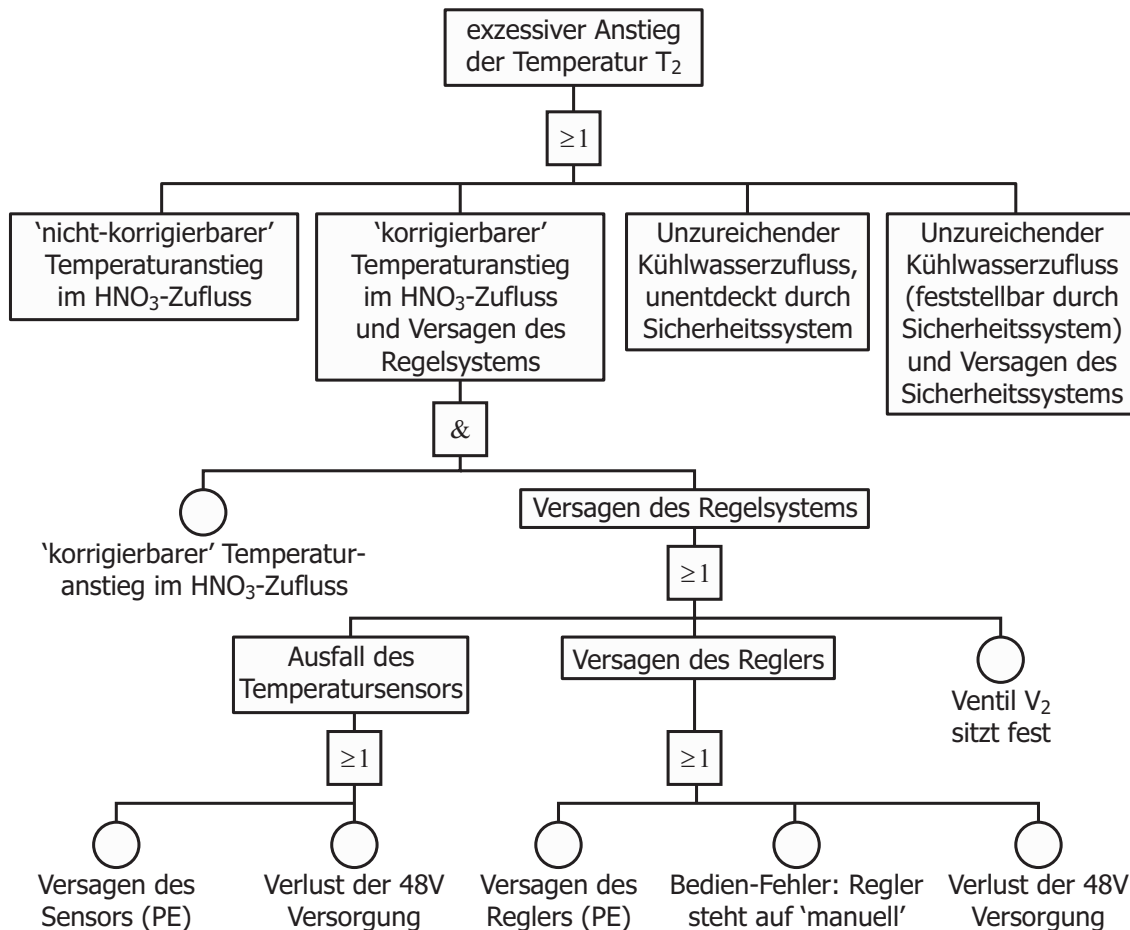 exzessiver Anstieg
der Temperatur T₂
≥1
‘nicht-korrigierbarer’
Temperaturanstieg
im HNO₃-Zufluss
‘korrigierbarer’
Temperaturanstieg
im HNO₃-Zufluss
und Versagen des
Regelsystems
Unzureichender
Kühlwasserzufluss,
unentdeckt durch
Sicherheitssystem
Unzureichender
Kühlwasserzufluss
(feststellbar durch
Sicherheitssystem)
und Versagen des
Sicherheitssystems
&
‘korrigierbarer’ Temperatur-
anstieg im HNO₃-Zufluss
Versagen des Regelsystems
≥1
Ausfall des
Temperatursensors
Versagen des Reglers
Ventil V₂
sitzt fest
≥1
≥1
Versagen des
Sensors (PE)
Verlust der 48V
Versorgung
Versagen des
Reglers (PE)
Bedien-Fehler: Regler
steht auf ‘manuell’
Verlust der 48V
Versorgung